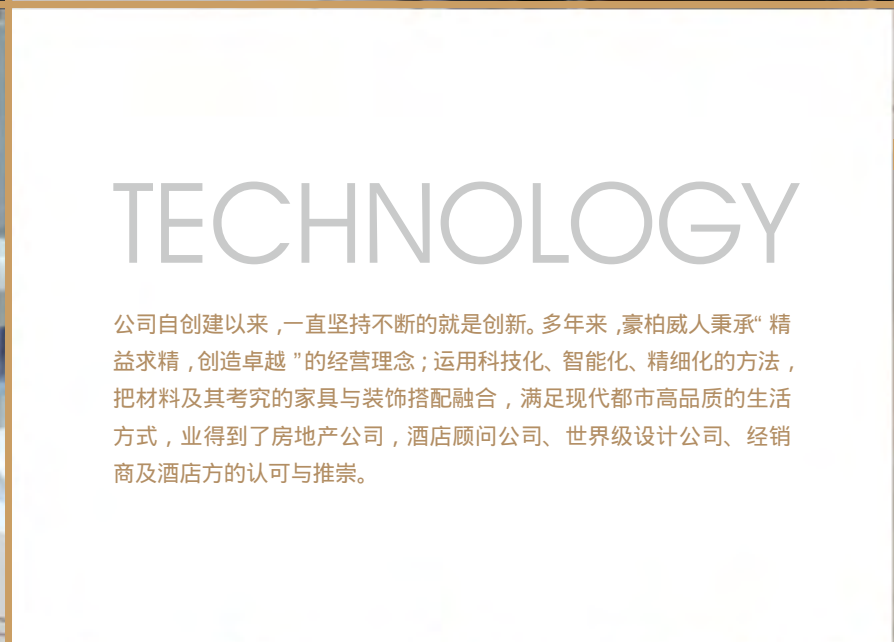 TECHNOLOGY
公司自创建以来，一直坚持不断的就是创新。多年来，豪柏威人秉承“精
益求精，创造卓越”的经营理念；运用科技化、智能化、精细化的方法，
把材料及其考究的家具与装饰搭配融合，满足现代都市高品质的生活
方式，业得到了房地产公司，酒店顾问公司、世界级设计公司、经销
商及酒店方的认可与推崇。